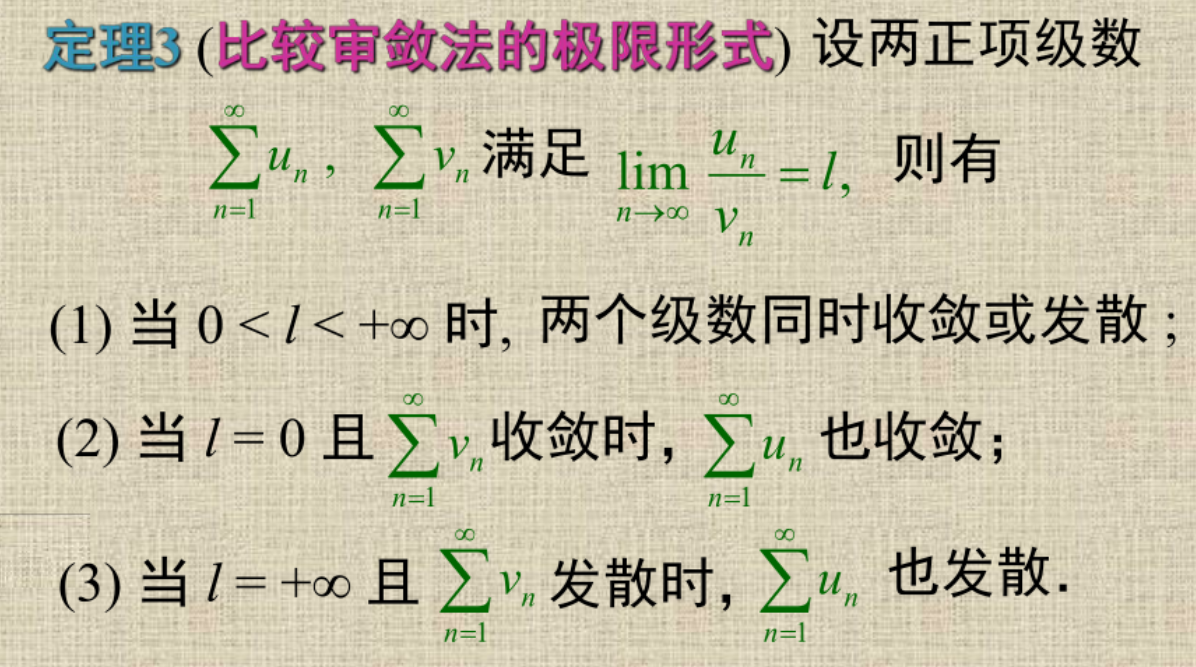 定理3 (比较审敛法的极限形式) 设两正项级数
$\sum_{n=1}^{\infty} u_n$ , $\sum_{n=1}^{\infty} v_n$ 满足 $\lim_{n\to\infty} \frac{u_n}{v_n} = l,$ 则有
(1) 当 $0 < l < +\infty$ 时, 两个级数同时收敛或发散 ;
(2) 当 $l = 0$ 且 $\sum_{n=1}^{\infty} v_n$ 收敛时, $\sum_{n=1}^{\infty} u_n$ 也收敛;
(3) 当 $l = +\infty$ 且 $\sum_{n=1}^{\infty} v_n$ 发散时, $\sum_{n=1}^{\infty} u_n$ 也发散.